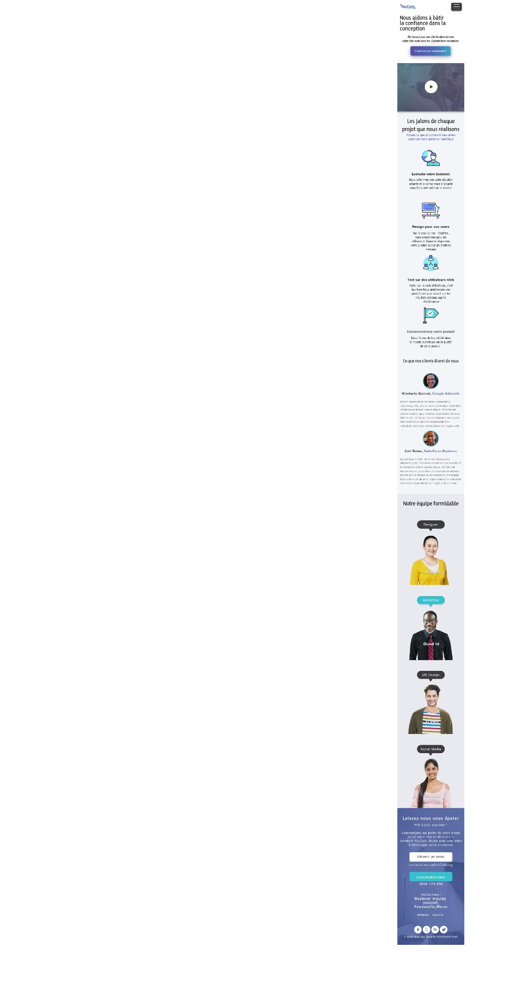 YouCode
Nous aidons à bâtir
la confiance dans la
conception
Ne laissez pas vos clients abandonner
votre site web avec les 3 premières secondes.
Commencez maintenant
Les jalons de chaque
projet que nous réalisons
Voyons ce que et comment nous allons
construire votre présence numérique
Evaluate votre business
Nous déterminerons votre situation
actuelle et la concurrence à laquelle
vous êtes confronté sur le marché
Design pour vos users
Sur la base de nos résultats,
nous concervons pour les
utilisateurs finaux et alignerons
votre produit avec leurs modèles
mentaux
Test sur des utilisateurs réels
Tester sur le vrais utilisateurs, c'est
la crème.Nous améliorerons vos
produits en nous basant sur les
résultats obtenus auprès
d'utilistaeurs
Commercialisez votre produit
Nous ferons de la publicité dans
le monde numérique sur la qualité
de votre produit.
Ce que nos clients disent de nous
Kimberly Garrret, Google Adwords
Lorem ipsum dolor sit amet, consectetur
adipisicing elit, sed do eiusmod tempor incididunt
ut labore et dolore magna aliqua. Ut enim ad
minim veniam, quis nostrud exercitation ullamco
laboris nisi ut aliquip ex ea commodo consequat.
Duis aute irure dolor in reprehenderit in
voluptate velit esse cillum dolore eu fugiat nulla
Carl Bates, SalesForce Business
Lorem ipsum dolor sit amet, consectetur
adipisicing elit, sed do eiusmod tempor incididunt
ut labore et dolore magna aliqua. Ut enim ad
minim veniam, quis nostrud exercitation ullamco
laboris nisi ut aliquip ex ea commodo consequat.
Duis aute irure dolor in reprehenderit in voluptate
velit esse cillum dolore eu fugiat nulla pariatur
Notre équipe formidable
Designer
Ja Bane
Marketing
Ouad Id
UX Design
Social Media
Chou ni
Laissez-nous vous épater
Prêt à aller plus loin ?
Commençons par parler de votre projet
ou de votre idée et découvrons
comment YouCode Studio peut vous aider
à développer votre entreprise
Obtenir un devis
contactez-nous@YouCode.org
Consultation libre
0600 123-456
Visitez nous :
Boulevar moulay
youssef,
Youssoufia,Maroc
AWARDS CLIENTS
© WSTUDIO ALL RIGHTS RESERVED 2017